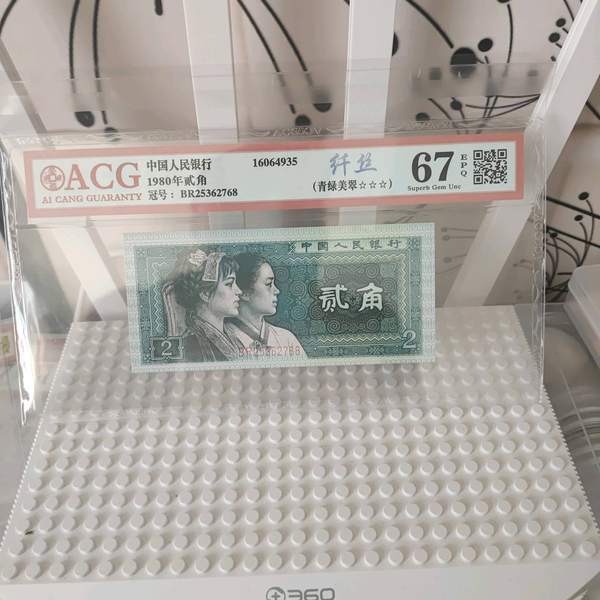 ACG
AI CANG GUARANTY
中国人民银行
1980年贰角
冠号：BR25362768
16064935
纤丝
(青绿美翠☆☆☆)
67
EPQ
Superb Gem Unc
中国人民银行
贰角
2
BR25362768
2
360